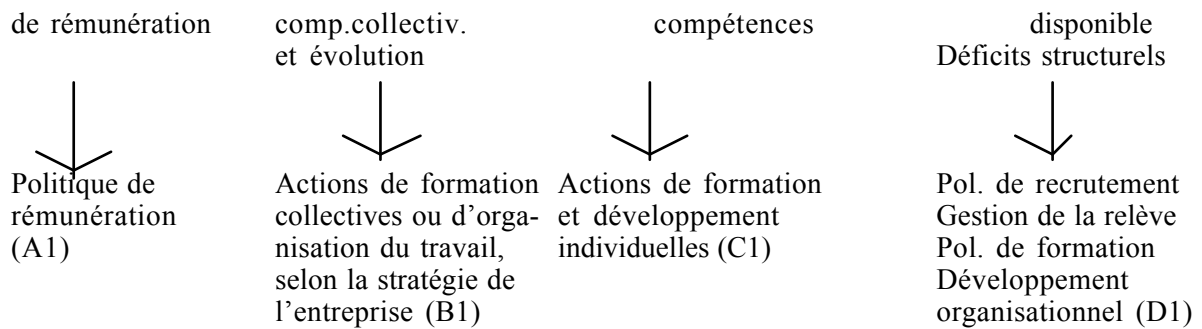 de rémunération
comp.collectiv.
et évolution
compétences
disponible
Déficits structurels
Politique de
rémunération
(A1)
Actions de formation
collectives ou d’orga-
nisation du travail,
selon la stratégie de
l’entreprise (B1)
Actions de formation
et développement
individuelles (C1)
Pol. de recrutement
Gestion de la relève
Pol. de formation
Développement
organisationnel (D1)